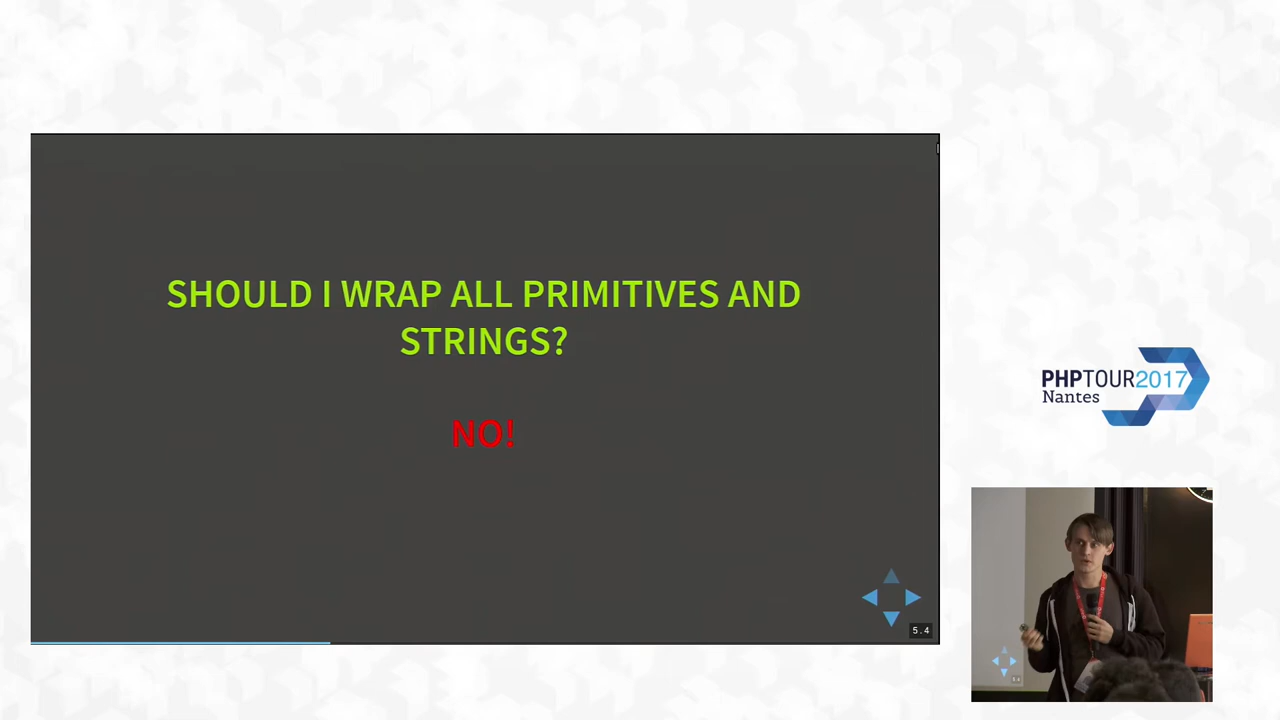 SHOULD I WRAP ALL PRIMITIVES AND
STRINGS?
NO!
5.4
PHPTOUR2017
Nantes